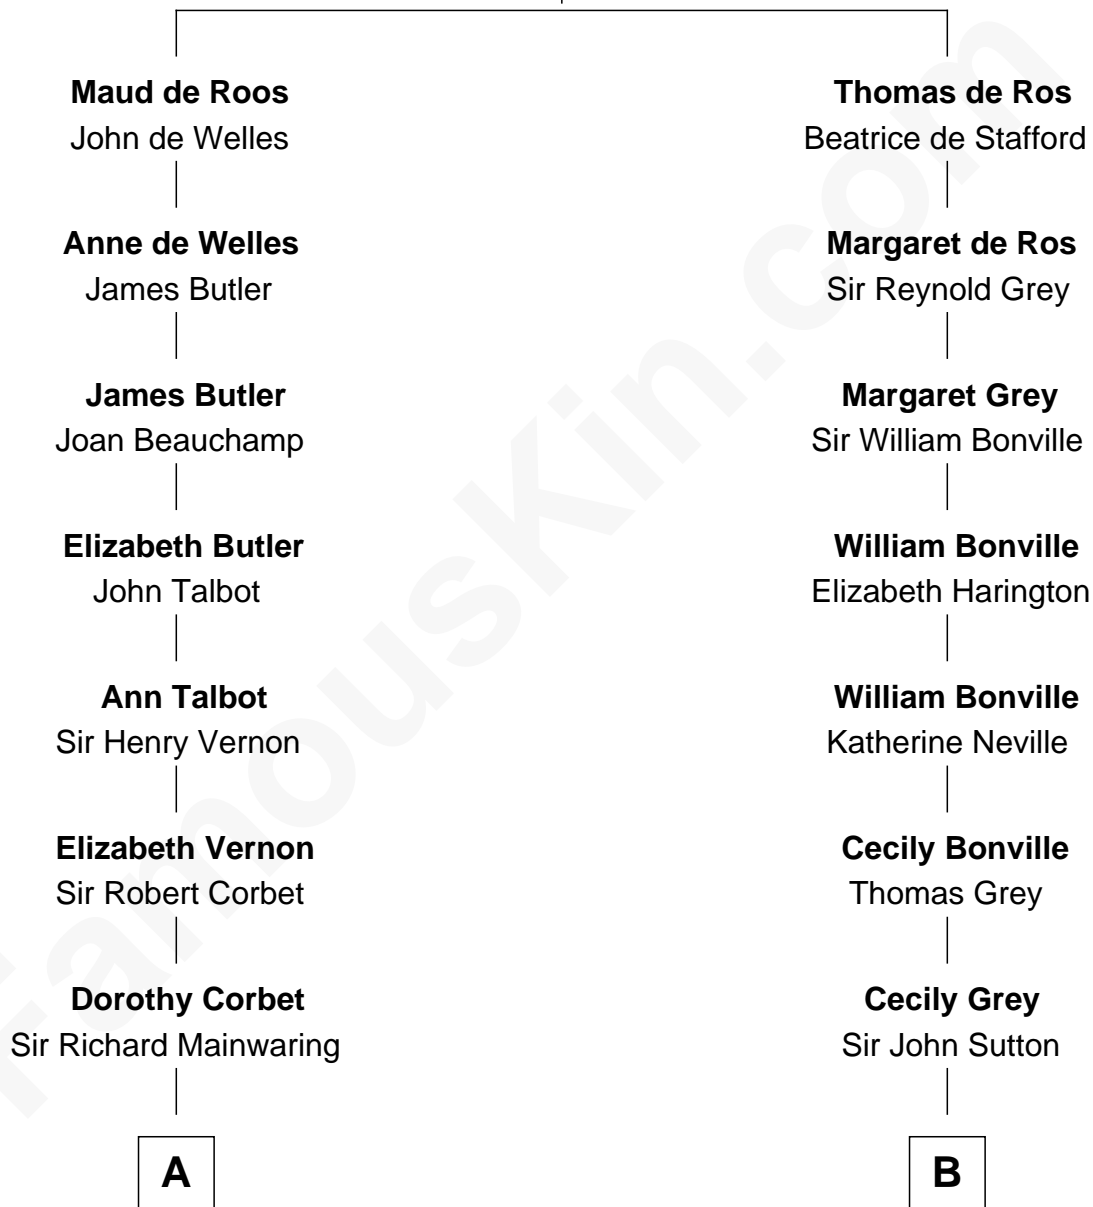 Maud de Roos
John de Welles
Anne de Welles
James Butler
James Butler
Joan Beauchamp
Elizabeth Butler
John Talbot
Ann Talbot
Sir Henry Vernon
Elizabeth Vernon
Sir Robert Corbet
Dorothy Corbet
Sir Richard Mainwaring
A
Thomas de Ros
Beatrice de Stafford
Margaret de Ros
Sir Reynold Grey
Margaret Grey
Sir William Bonville
William Bonville
Elizabeth Harington
William Bonville
Katherine Neville
Cecily Bonville
Thomas Grey
Cecily Grey
Sir John Sutton
B
FamousKin.com